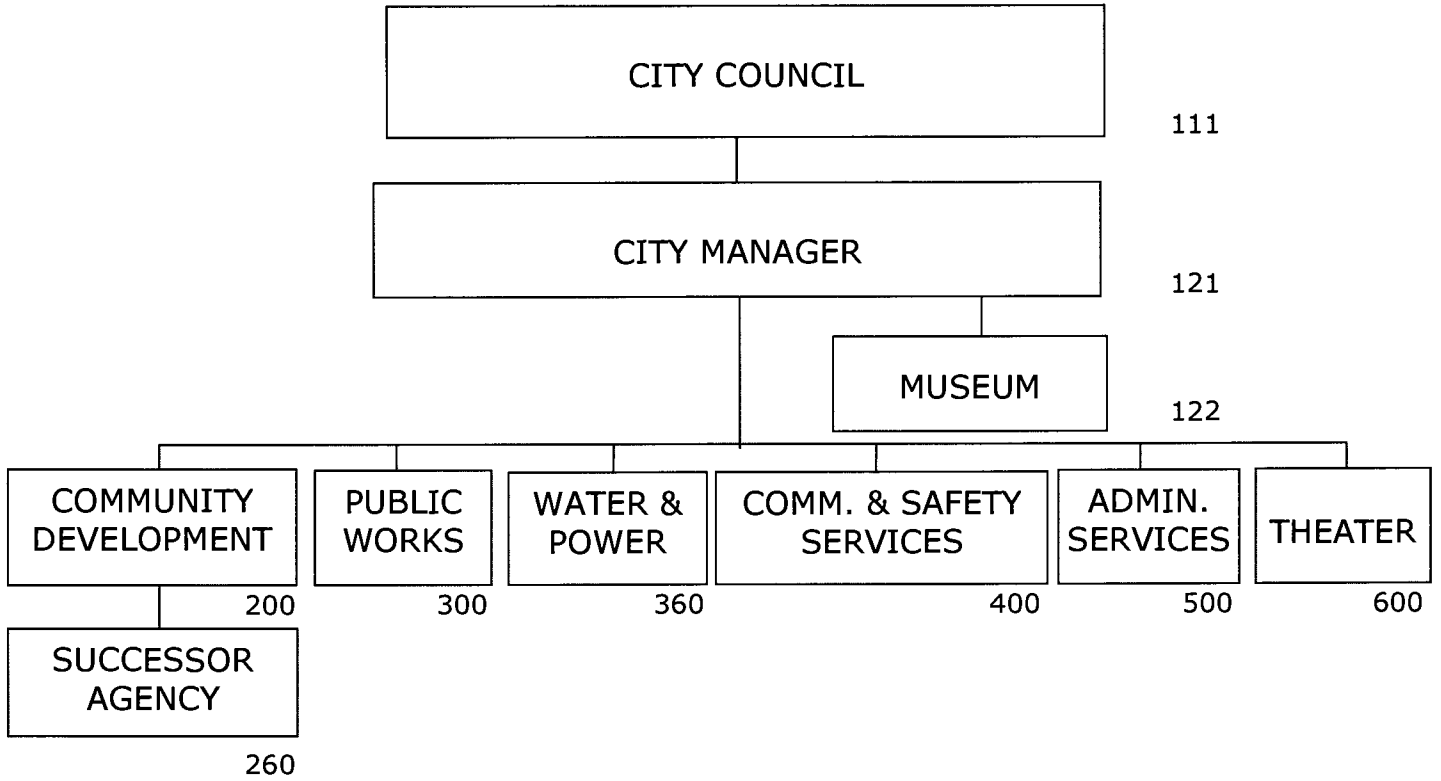 CITY COUNCIL
111
CITY MANAGER
121
MUSEUM
122
COMMUNITY
DEVELOPMENT
200
PUBLIC
WORKS
300
WATER &
POWER
360
COMM. & SAFETY
SERVICES
400
ADMIN.
SERVICES
500
THEATER
600
SUCCESSOR
AGENCY
260